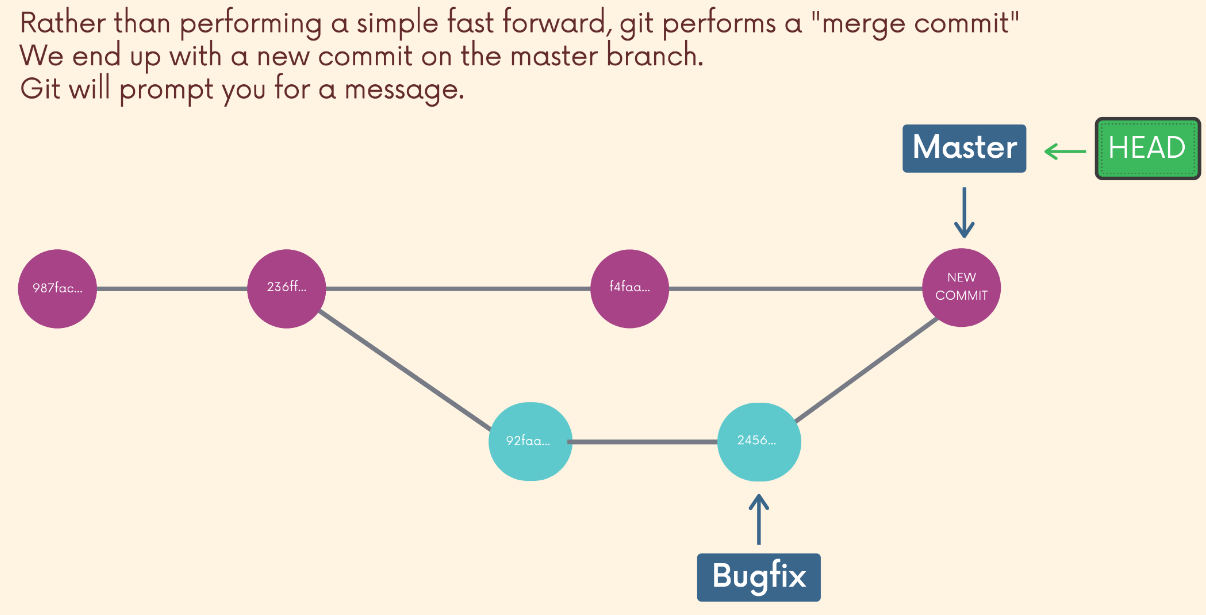 Rather than performing a simple fast forward, git performs a "merge commit"
We end up with a new commit on the master branch.
Git will prompt you for a message.
Master
HEAD
987fac...
236ff...
f4faa...
NEW
COMMIT
92faa...
2456...
Bugfix